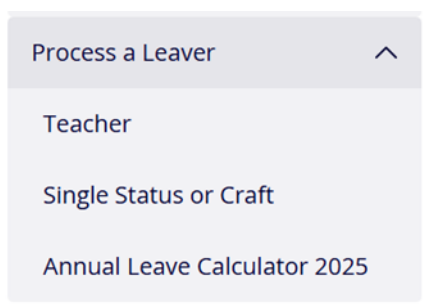 Process a Leaver
Teacher
Single Status or Craft
Annual Leave Calculator 2025